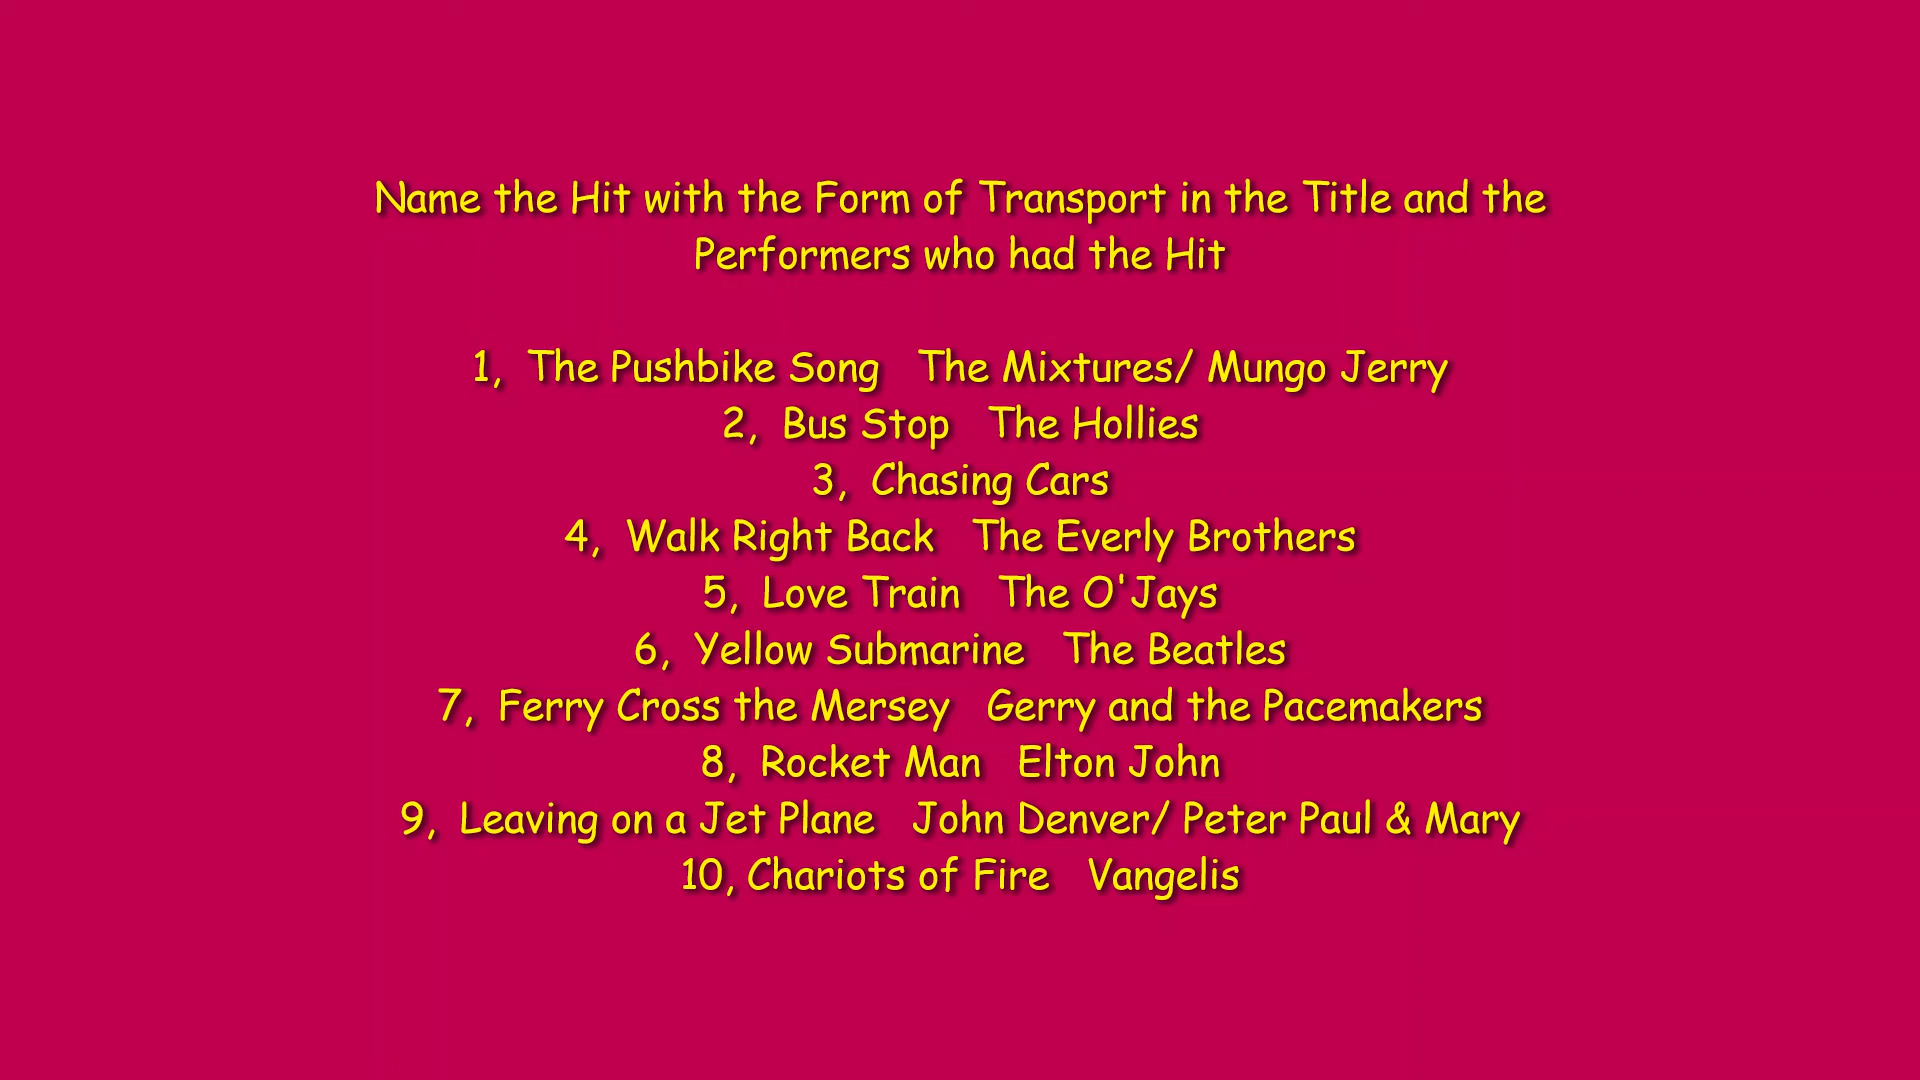 Name the Hit with the Form of Transport in the Title and the
Performers who had the Hit
1, The Pushbike Song The Mixtures/ Mungo Jerry
2, Bus Stop The Hollies
3, Chasing Cars
4, Walk Right Back The Everly Brothers
5, Love Train The O'Jays
6, Yellow Submarine The Beatles
7, Ferry Cross the Mersey Gerry and the Pacemakers
8, Rocket Man Elton John
9, Leaving on a Jet Plane John Denver/ Peter Paul & Mary
10, Chariots of Fire Vangelis